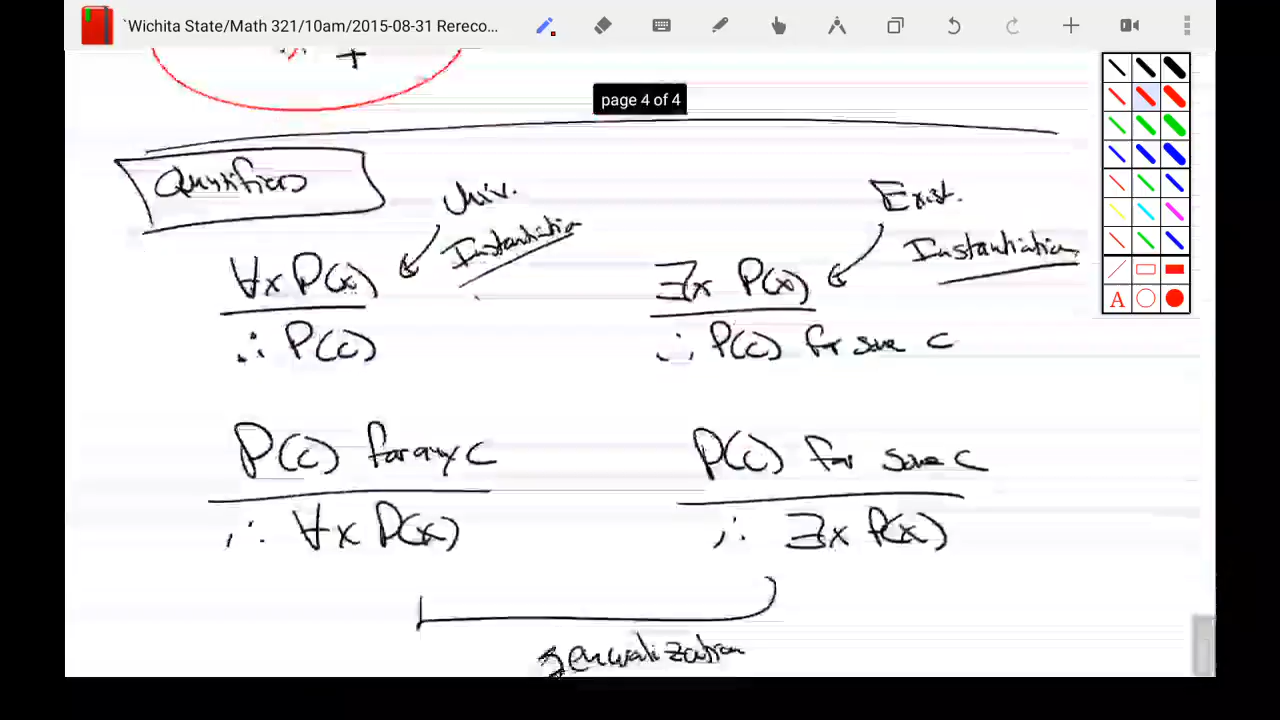 `Wichita State/Math 321/10am/2015-08-31 Rereco...
page 4 of 4
Quantifiers
Univ.
Instantiation
∀x P(x)
∴ P(c)
Exist.
Instantiation
∃x P(x)
∴ P(c) for some c
P(c) for any c
∴ ∀x P(x)
P(c) for some c
∴ ∃x P(x)
generalization
A